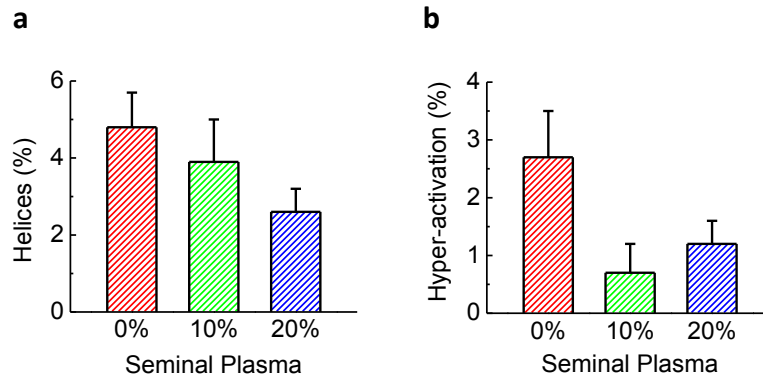 a
Helices (%)
6
4
2
0
0% 10% 20%
Seminal Plasma
b
Hyper-activation (%)
4
3
2
1
0
0% 10% 20%
Seminal Plasma